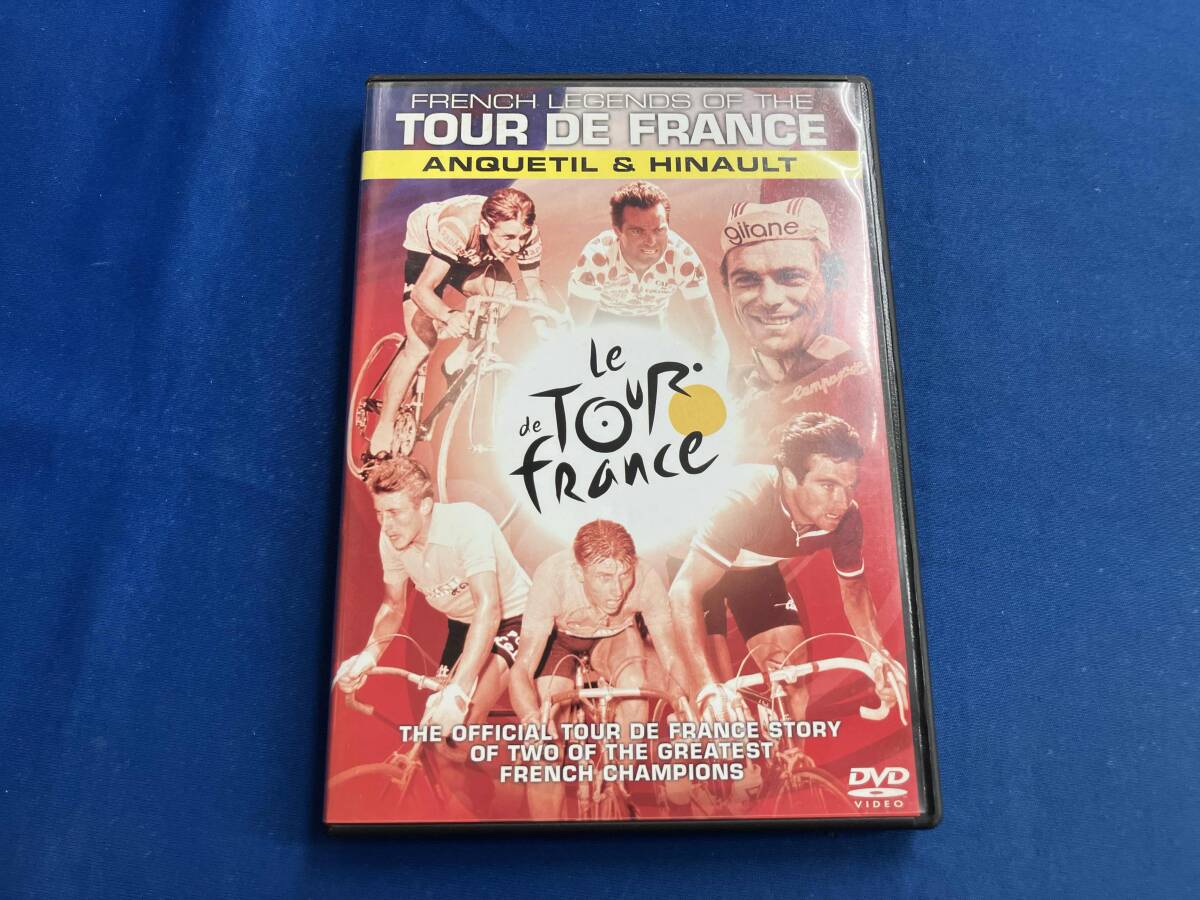 FRENCH LEGENDS OF THE
TOUR DE FRANCE
ANQUETIL & HINAULT
gitane
Campagnolo
le
de TOUR
france
THE OFFICIAL TOUR DE FRANCE STORY
OF TWO OF THE GREATEST
FRENCH CHAMPIONS
DVD
VIDEO